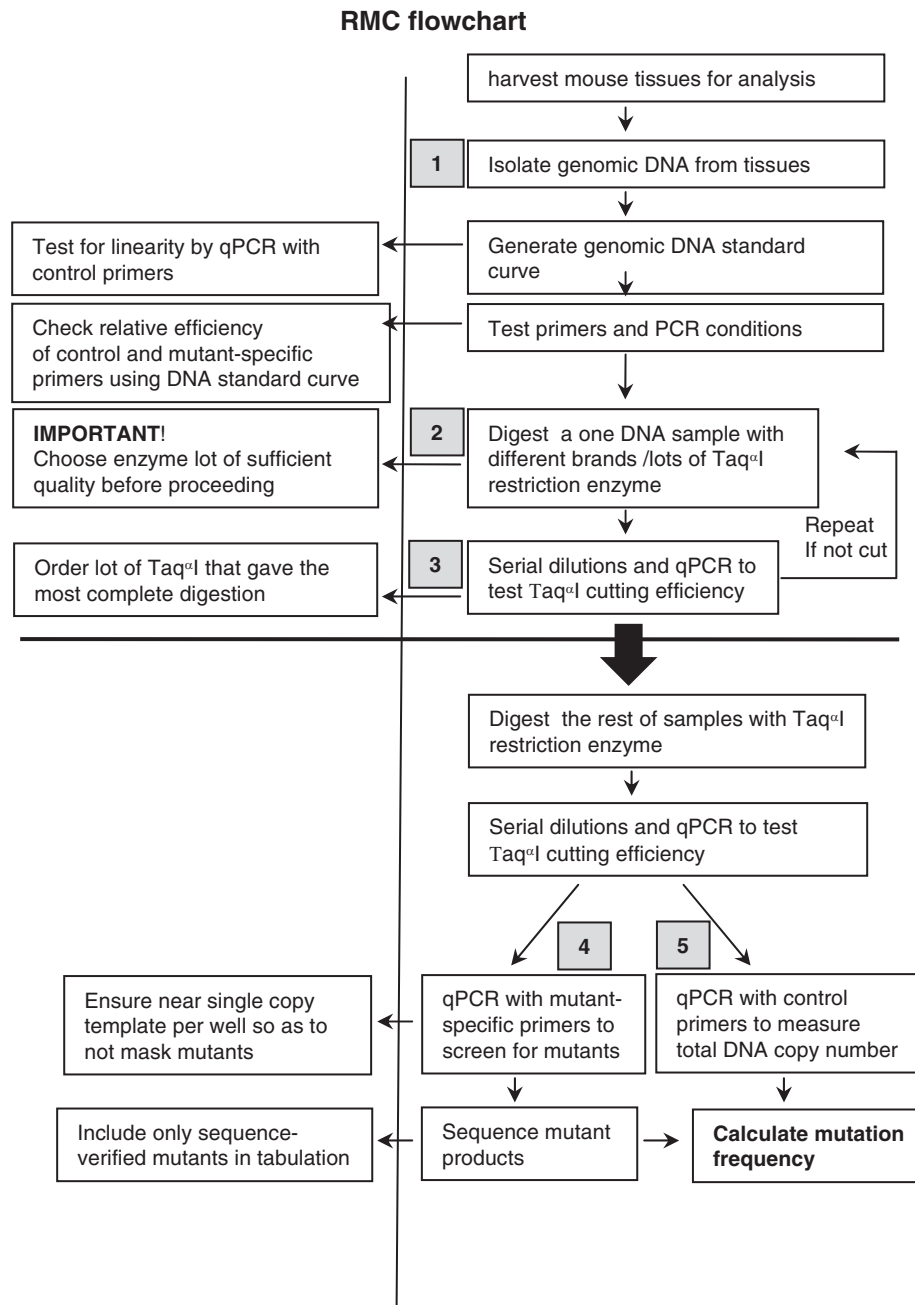 RMC flowchart
harvest mouse tissues for analysis
1
Isolate genomic DNA from tissues
Test for linearity by qPCR with
control primers
Generate genomic DNA standard
curve
Check relative efficiency
of control and mutant-specific
primers using DNA standard curve
Test primers and PCR conditions
IMPORTANT!
Choose enzyme lot of sufficient
quality before proceeding
2
Digest a one DNA sample with
different brands /lots of TaqᵅI
restriction enzyme
Repeat
If not cut
Order lot of TaqᵅI that gave the
most complete digestion
3
Serial dilutions and qPCR to
test TaqᵅI cutting efficiency
Digest the rest of samples with TaqᵅI
restriction enzyme
Serial dilutions and qPCR to test
TaqᵅI cutting efficiency
4
5
Ensure near single copy
template per well so as to
not mask mutants
qPCR with mutant-
specific primers to
screen for mutants
qPCR with control
primers to measure
total DNA copy number
Include only sequence-
verified mutants in tabulation
Sequence mutant
products
Calculate mutation
frequency